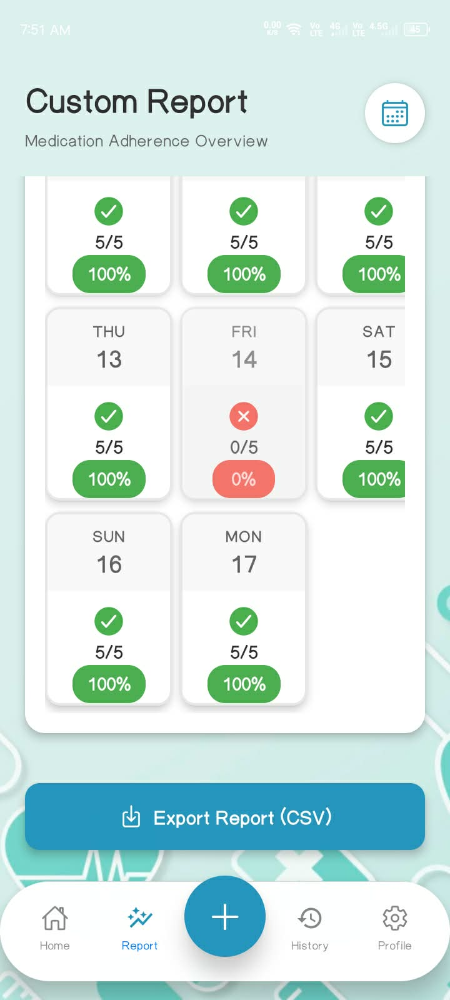 7:51 AM
0.00 K/S Vo LTE 4G Vo LTE 4.5G 45
Custom Report
Medication Adherence Overview
5/5 5/5 5/5
100% 100% 100%
THU FRI SAT
13 14 15
5/5 0/5 5/5
100% 0% 100%
SUN MON
16 17
5/5 5/5
100% 100%
Export Report (CSV)
Home Report History Profile